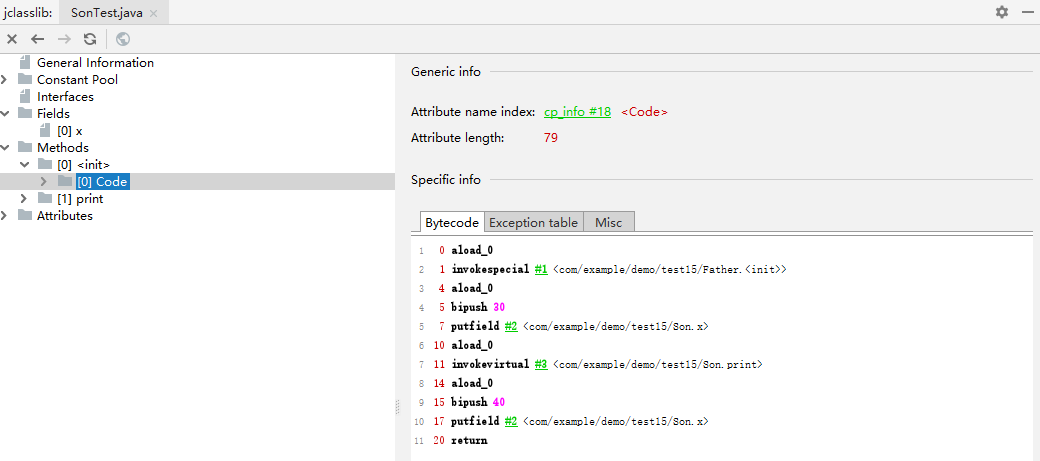 jclasslib: SonTest.java
General Information
Constant Pool
Interfaces
Fields
[0] x
Methods
[0] <init>
[0] Code
[1] print
Attributes
Generic info
Attribute name index: cp_info #18 <Code>
Attribute length: 79
Specific info
Bytecode Exception table Misc
1 0 aload_0
2 1 invokespecial #1 <com/example/demo/test15/Father.<init>>
3 4 aload_0
4 5 bipush 30
5 7 putfield #2 <com/example/demo/test15/Son.x>
6 10 aload_0
7 11 invokevirtual #3 <com/example/demo/test15/Son.print>
8 14 aload_0
9 15 bipush 40
10 17 putfield #2 <com/example/demo/test15/Son.x>
11 20 return